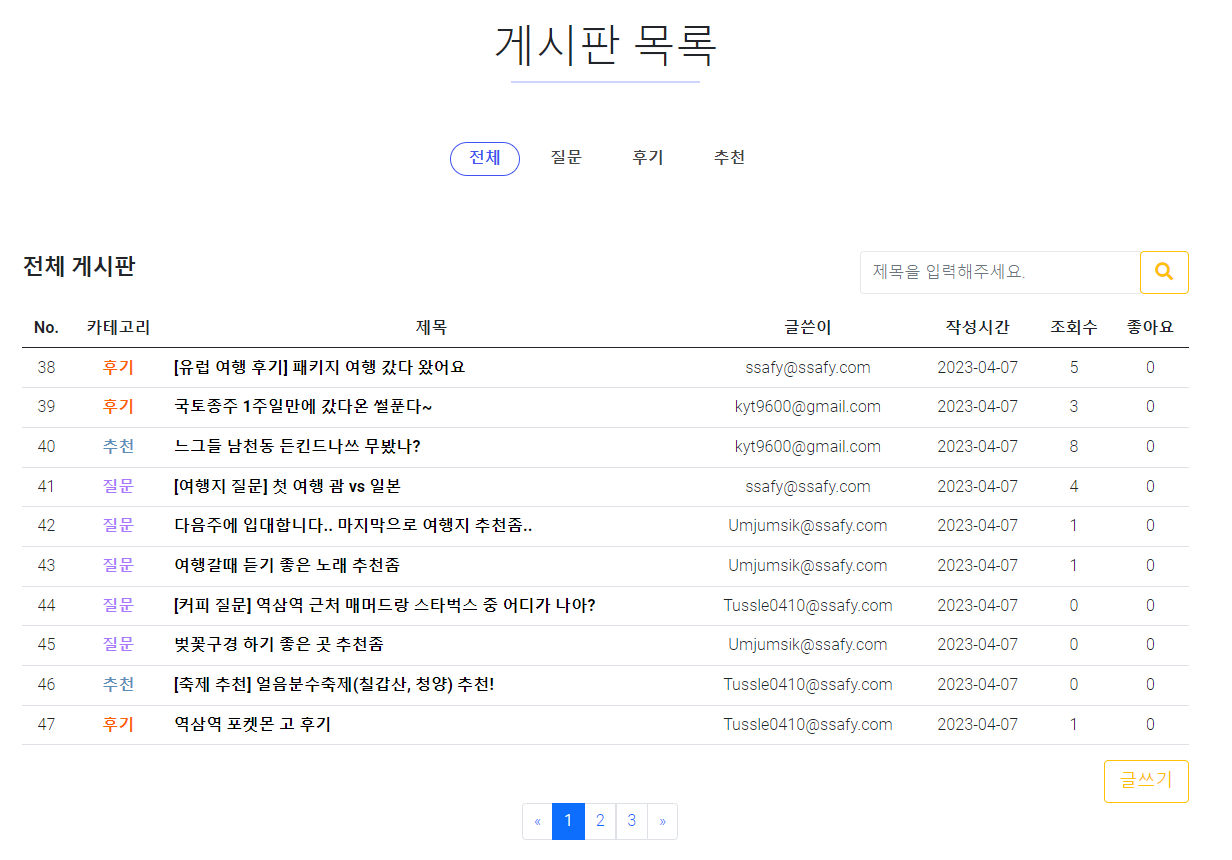 게시판 목록
전체 질문 후기 추천
전체 게시판 제목을 입력해주세요.
No. 카테고리 제목 글쓴이 작성시간 조회수 좋아요
38 후기 [유럽 여행 후기] 패키지 여행 갔다 왔어요 ssafy@ssafy.com 2023-04-07 5 0
39 후기 국토종주 1주일만에 갔다온 썰푼다~ kyt9600@gmail.com 2023-04-07 3 0
40 추천 느그들 남천동 든킨드나쓰 무봤나? kyt9600@gmail.com 2023-04-07 8 0
41 질문 [여행지 질문] 첫 여행 괌 vs 일본 ssafy@ssafy.com 2023-04-07 4 0
42 질문 다음주에 입대합니다.. 마지막으로 여행지 추천좀.. Umjumsik@ssafy.com 2023-04-07 1 0
43 질문 여행갈때 듣기 좋은 노래 추천좀 Umjumsik@ssafy.com 2023-04-07 1 0
44 질문 [커피 질문] 역삼역 근처 매머드랑 스타벅스 중 어디가 나아? Tussle0410@ssafy.com 2023-04-07 0 0
45 질문 벚꽃구경 하기 좋은 곳 추천좀 Umjumsik@ssafy.com 2023-04-07 0 0
46 추천 [축제 추천] 얼음분수축제(칠갑산, 청양) 추천! Tussle0410@ssafy.com 2023-04-07 0 0
47 후기 역삼역 포켓몬 고 후기 Tussle0410@ssafy.com 2023-04-07 1 0
글쓰기
« 1 2 3 »